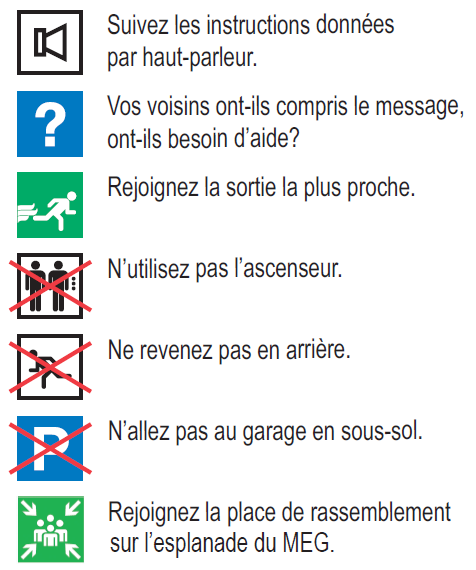 Suivez les instructions données
par haut-parleur.
?
Vos voisins ont-ils compris le message,
ont-ils besoin d'aide?
Rejoignez la sortie la plus proche.
N'utilisez pas l'ascenseur.
Ne revenez pas en arrière.
P
N'allez pas au garage en sous-sol.
Rejoignez la place de rassemblement
sur l'esplanade du MEG.